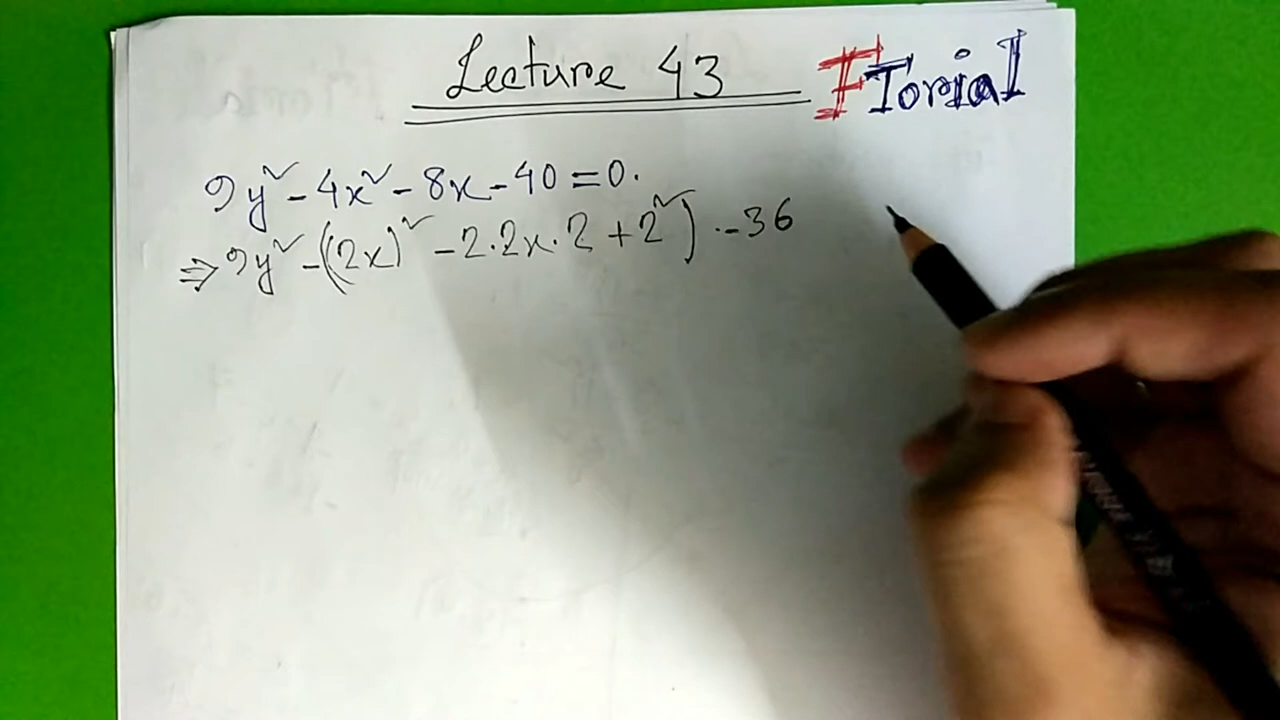 Lecture 43
FTorial
9y² - 4x² - 8x - 40 = 0.
⇒ 9y² - ((2x)² - 2·2x·2 + 2²) - 36